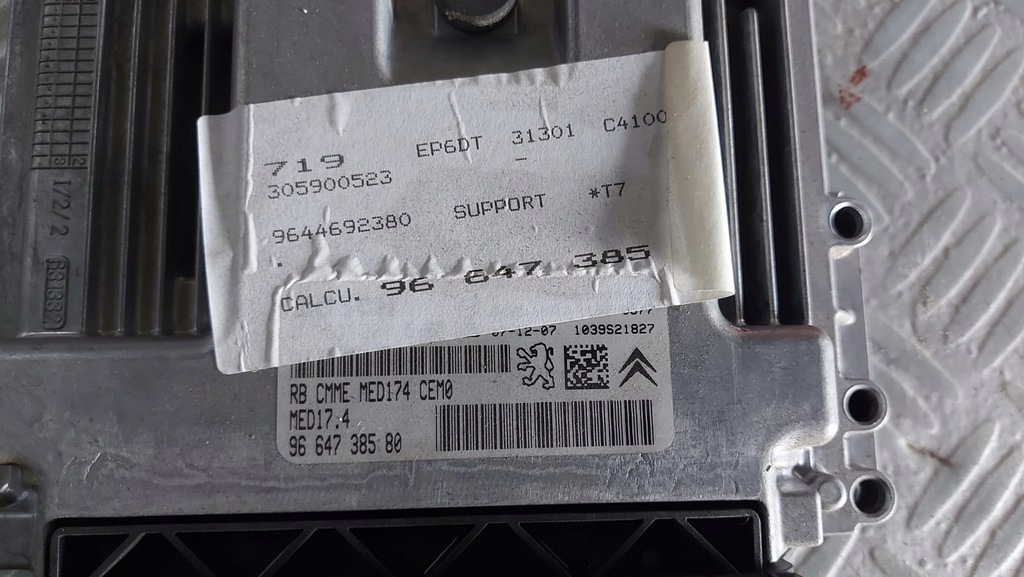 719 EP6DT 31301 C4100
305900523
9644692380 SUPPORT *T7
.
CALCU. 96 647 385
07-12-07 1039S21827
RB CMME MED174 CEM0
MED17.4
96 647 385 80
1/2/2